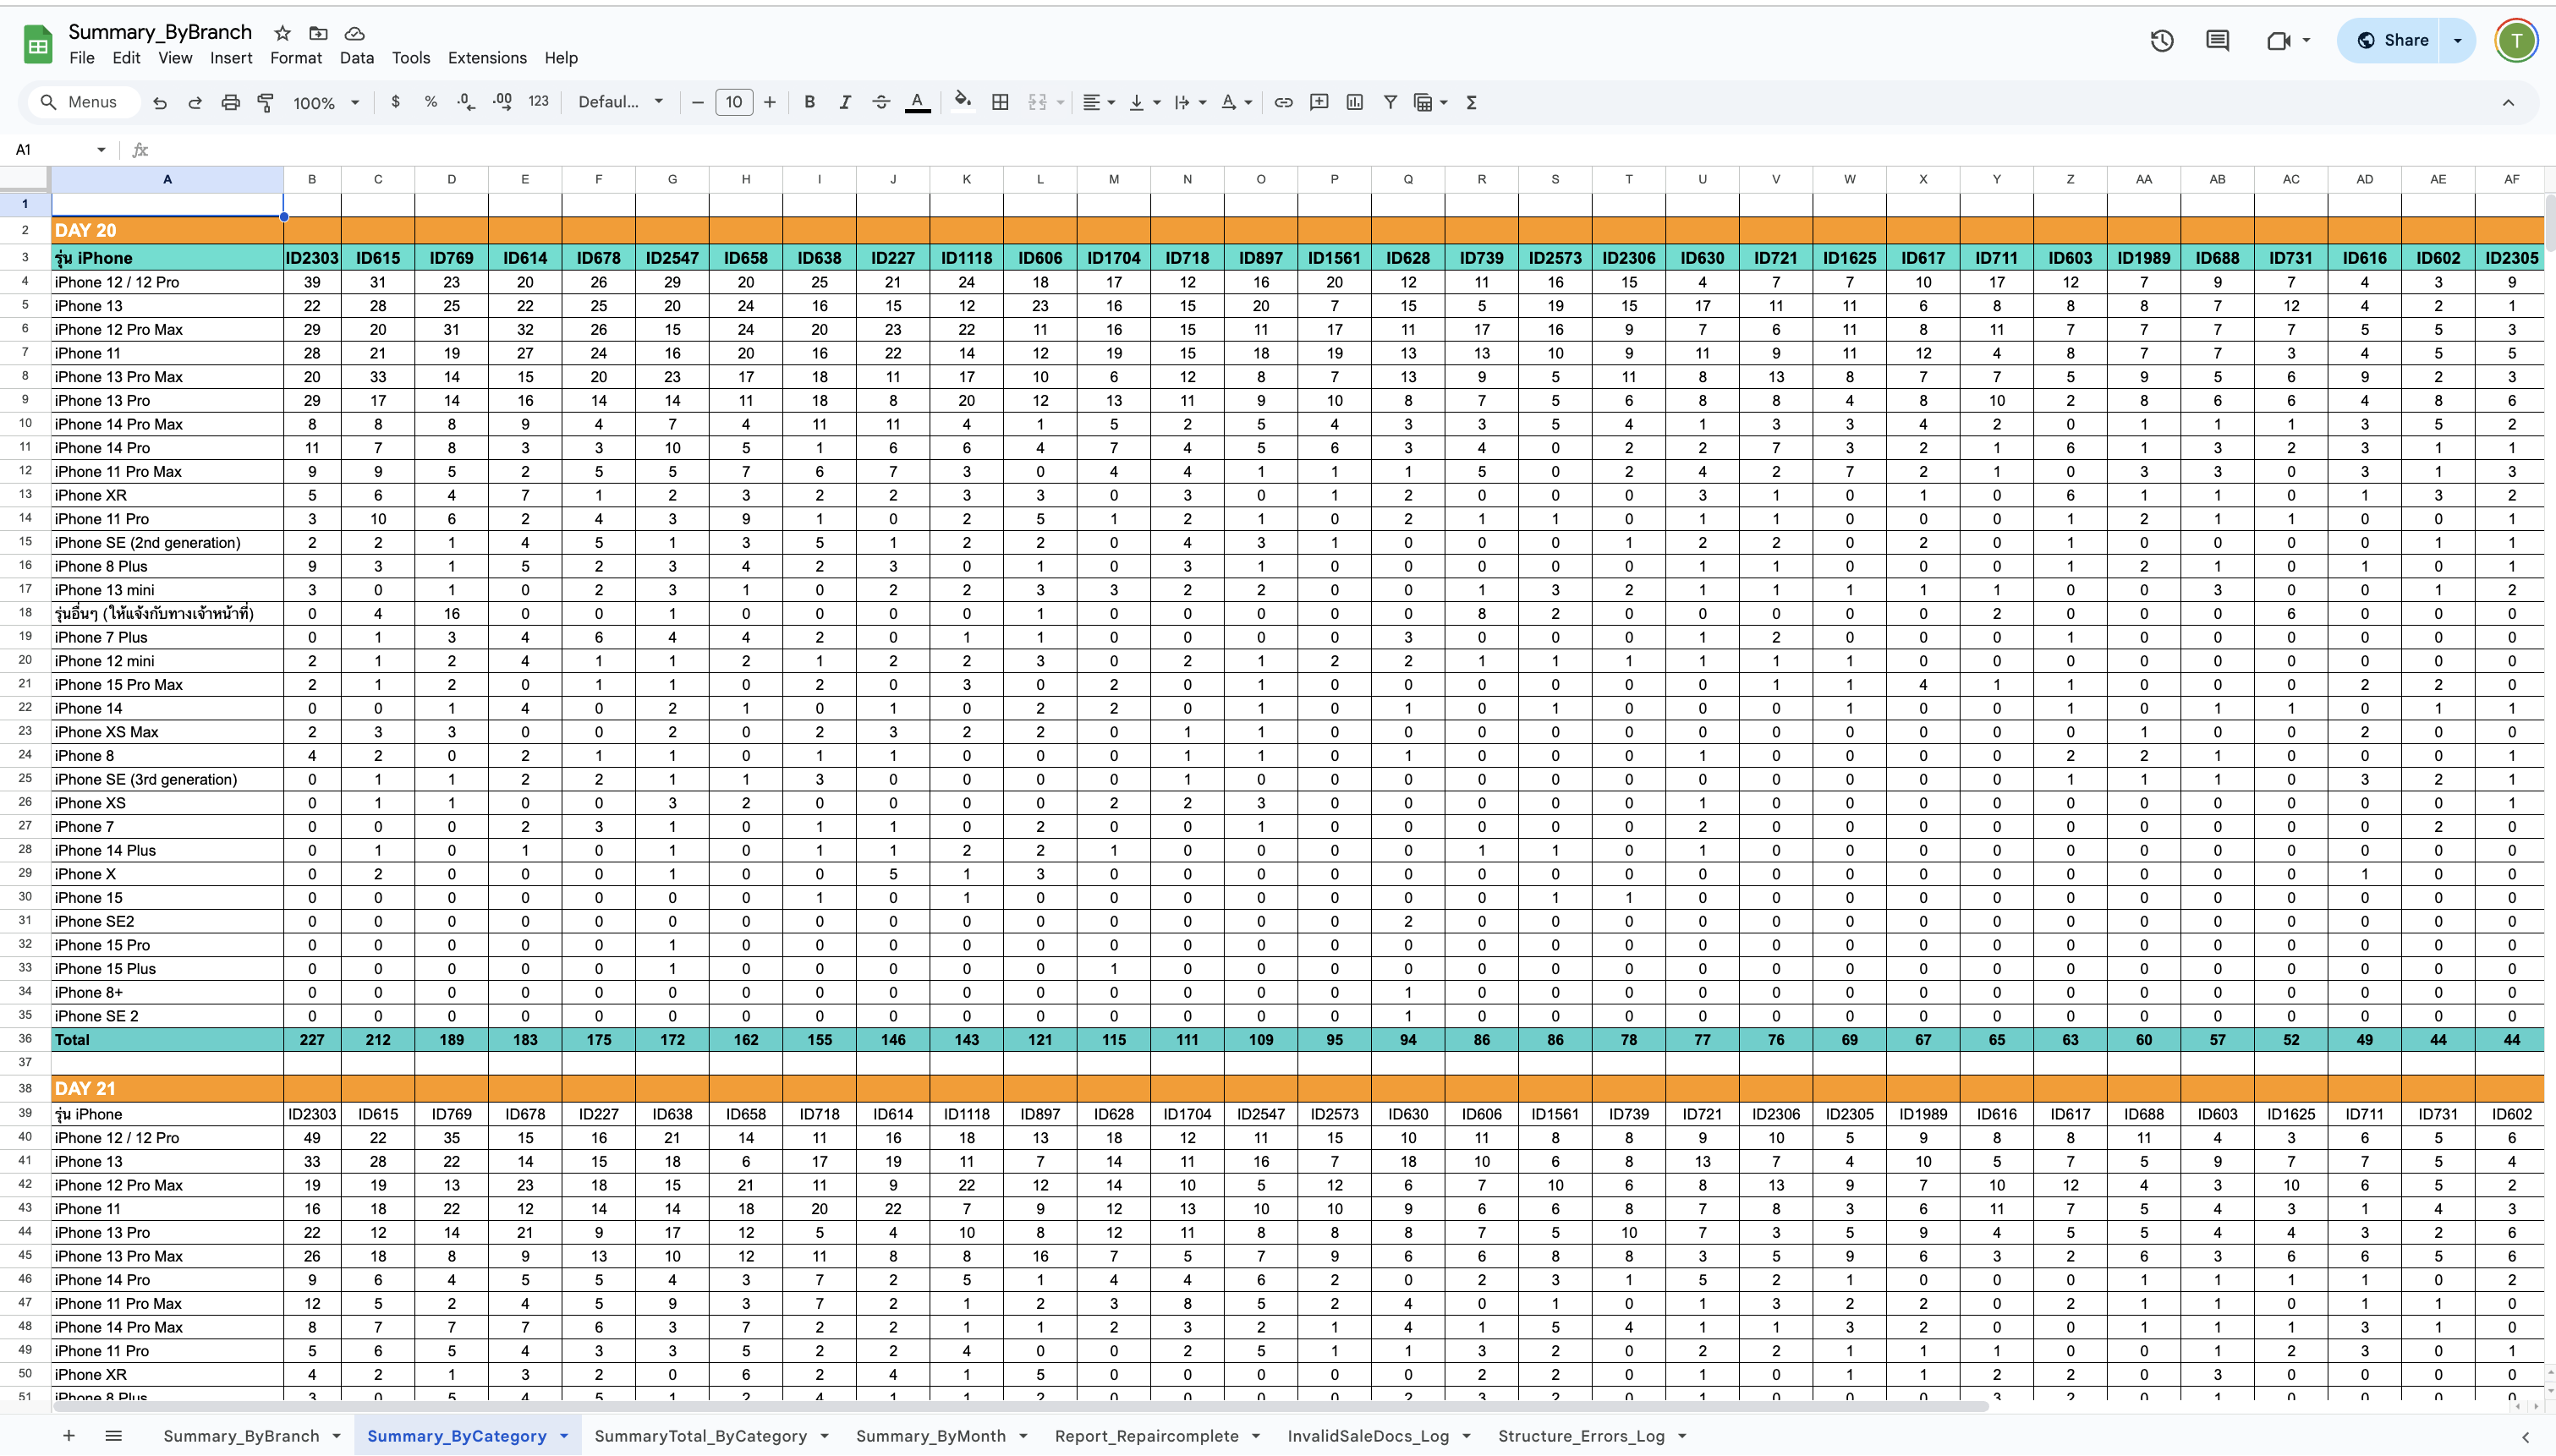 Summary_ByBranch
File Edit View Insert Format Data Tools Extensions Help
Share
T
Menus 100% $ % .0 .00 123 Defaul... 10 B I A
A1 fx
A B C D E F G H I J K L M N O P Q R S T U V W X Y Z AA AB AC AD AE AF
1
2 DAY 20
3 รุ่น iPhone ID2303 ID615 ID769 ID614 ID678 ID2547 ID658 ID638 ID227 ID1118 ID606 ID1704 ID718 ID897 ID1561 ID628 ID739 ID2573 ID2306 ID630 ID721 ID1625 ID617 ID711 ID603 ID1989 ID688 ID731 ID616 ID602 ID2305
4 iPhone 12 / 12 Pro 39 31 23 20 26 29 20 25 21 24 18 17 12 16 20 12 11 16 15 4 7 7 10 17 12 7 9 7 4 3 9
5 iPhone 13 22 28 25 22 25 20 24 16 15 12 23 16 15 20 7 15 5 19 15 17 11 11 6 8 8 8 7 12 4 2 1
6 iPhone 12 Pro Max 29 20 31 32 26 15 24 20 23 22 11 16 15 11 17 11 17 16 9 7 6 11 8 11 7 7 7 7 5 5 3
7 iPhone 11 28 21 19 27 24 16 20 16 22 14 12 19 15 18 19 13 13 10 9 11 9 11 12 4 8 7 7 3 4 5 5
8 iPhone 13 Pro Max 20 33 14 15 20 23 17 18 11 17 10 6 12 8 7 13 9 5 11 8 13 8 7 7 5 9 5 6 9 2 3
9 iPhone 13 Pro 29 17 14 16 14 14 11 18 8 20 12 13 11 9 10 8 7 5 6 8 8 4 8 10 2 8 6 6 4 8 6
10 iPhone 14 Pro Max 8 8 8 9 4 7 4 11 11 4 1 5 2 5 4 3 3 5 4 1 3 3 4 2 0 1 1 1 3 5 2
11 iPhone 14 Pro 11 7 8 3 3 10 5 1 6 6 4 7 4 5 6 3 4 0 2 2 7 3 2 1 6 1 3 2 3 1 1
12 iPhone 11 Pro Max 9 9 5 2 5 5 7 6 7 3 0 4 4 1 1 1 5 0 2 4 2 7 2 1 0 3 3 0 3 1 3
13 iPhone XR 5 6 4 7 1 2 3 2 2 3 3 0 3 0 1 2 0 0 0 3 1 0 1 0 6 1 1 0 1 3 2
14 iPhone 11 Pro 3 10 6 2 4 3 9 1 0 2 5 1 2 1 0 2 1 1 0 1 1 0 0 0 1 2 1 1 0 0 1
15 iPhone SE (2nd generation) 2 2 1 4 5 1 3 5 1 2 2 0 4 3 1 0 0 0 1 2 2 0 2 0 1 0 0 0 0 1 1
16 iPhone 8 Plus 9 3 1 5 2 3 4 2 3 0 1 0 3 1 0 0 0 0 0 1 1 0 0 0 1 2 1 0 1 0 1
17 iPhone 13 mini 3 0 1 0 2 3 1 0 2 2 3 3 2 2 0 0 1 3 2 1 1 1 1 1 0 0 3 0 0 1 2
18 รุ่นอื่นๆ (ให้แจ้งกับทางเจ้าหน้าที่) 0 4 16 0 0 1 0 0 0 0 1 0 0 0 0 0 8 2 0 0 0 0 0 2 0 0 0 6 0 0 0
19 iPhone 7 Plus 0 1 3 4 6 4 4 2 0 1 1 0 0 0 0 3 0 0 0 1 2 0 0 0 1 0 0 0 0 0 0
20 iPhone 12 mini 2 1 2 4 1 1 2 1 2 2 3 0 2 1 2 2 1 1 1 1 1 1 0 0 0 0 0 0 0 0 0
21 iPhone 15 Pro Max 2 1 2 0 1 1 0 2 0 3 0 2 0 1 0 0 0 0 0 0 1 1 4 1 1 0 0 0 2 2 0
22 iPhone 14 0 0 1 4 0 2 1 0 1 0 2 2 0 1 0 1 0 1 0 0 0 1 0 0 1 0 1 1 0 1 1
23 iPhone XS Max 2 3 3 0 0 2 0 2 3 2 2 0 1 1 0 0 0 0 0 0 0 0 0 0 0 1 0 0 2 0 0
24 iPhone 8 4 2 0 2 1 1 0 1 1 0 0 0 1 1 0 1 0 0 0 1 0 0 0 0 2 2 1 0 0 0 1
25 iPhone SE (3rd generation) 0 1 1 2 2 1 1 3 0 0 0 0 1 0 0 0 0 0 0 0 0 0 0 0 1 1 1 0 3 2 1
26 iPhone XS 0 1 1 0 0 3 2 0 0 0 0 2 2 3 0 0 0 0 0 1 0 0 0 0 0 0 0 0 0 0 1
27 iPhone 7 0 0 0 2 3 1 0 1 1 0 2 0 0 1 0 0 0 0 0 2 0 0 0 0 0 0 0 0 0 2 0
28 iPhone 14 Plus 0 1 0 1 0 1 0 1 1 2 2 1 0 0 0 0 1 1 0 1 0 0 0 0 0 0 0 0 0 0 0
29 iPhone X 0 2 0 0 0 1 0 0 5 1 3 0 0 0 0 0 0 0 0 0 0 0 0 0 0 0 0 0 1 0 0
30 iPhone 15 0 0 0 0 0 0 0 1 0 1 0 0 0 0 0 0 0 1 1 0 0 0 0 0 0 0 0 0 0 0 0
31 iPhone SE2 0 0 0 0 0 0 0 0 0 0 0 0 0 0 0 2 0 0 0 0 0 0 0 0 0 0 0 0 0 0 0
32 iPhone 15 Pro 0 0 0 0 0 1 0 0 0 0 0 0 0 0 0 0 0 0 0 0 0 0 0 0 0 0 0 0 0 0 0
33 iPhone 15 Plus 0 0 0 0 0 1 0 0 0 0 0 1 0 0 0 0 0 0 0 0 0 0 0 0 0 0 0 0 0 0 0
34 iPhone 8+ 0 0 0 0 0 0 0 0 0 0 0 0 0 0 0 1 0 0 0 0 0 0 0 0 0 0 0 0 0 0 0
35 iPhone SE 2 0 0 0 0 0 0 0 0 0 0 0 0 0 0 0 1 0 0 0 0 0 0 0 0 0 0 0 0 0 0 0
36 Total 227 212 189 183 175 172 162 155 146 143 121 115 111 109 95 94 86 86 78 77 76 69 67 65 63 60 57 52 49 44 44
37
38 DAY 21
39 รุ่น iPhone ID2303 ID615 ID769 ID678 ID227 ID638 ID658 ID718 ID614 ID1118 ID897 ID628 ID1704 ID2547 ID2573 ID630 ID606 ID1561 ID739 ID721 ID2306 ID2305 ID1989 ID616 ID617 ID688 ID603 ID1625 ID711 ID731 ID602
40 iPhone 12 / 12 Pro 49 22 35 15 16 21 14 11 16 18 13 18 12 11 15 10 11 8 8 9 10 5 9 8 8 11 4 3 6 5 6
41 iPhone 13 33 28 22 14 15 18 6 17 19 11 7 14 11 16 7 18 10 6 8 13 7 4 10 5 7 5 9 7 7 5 4
42 iPhone 12 Pro Max 19 19 13 23 18 15 21 11 9 22 12 14 10 5 12 6 7 10 6 8 13 9 7 10 12 4 3 10 6 5 2
43 iPhone 11 16 18 22 12 14 14 18 20 22 7 9 12 13 10 10 9 6 6 8 7 8 3 6 11 7 5 4 3 1 4 3
44 iPhone 13 Pro 22 12 14 21 9 17 12 5 4 10 8 12 11 8 8 8 7 5 10 7 3 5 9 4 5 5 4 4 3 2 6
45 iPhone 13 Pro Max 26 18 8 9 13 10 12 11 8 8 16 7 5 7 9 6 6 8 8 3 5 9 6 3 2 6 3 6 6 5 6
46 iPhone 14 Pro 9 6 4 5 5 4 3 7 2 5 1 4 4 6 2 0 2 3 1 5 2 1 0 0 0 1 1 1 1 0 2
47 iPhone 11 Pro Max 12 5 2 4 5 9 3 7 2 1 2 3 8 5 2 4 0 1 0 1 3 2 2 0 2 1 1 0 1 1 0
48 iPhone 14 Pro Max 8 7 7 7 6 3 7 2 2 1 1 2 3 2 1 4 1 5 4 1 1 3 2 0 0 1 1 1 3 1 0
49 iPhone 11 Pro 5 6 5 4 3 3 5 2 2 4 0 0 2 5 1 1 3 2 0 2 2 1 1 1 0 0 1 2 3 0 1
50 iPhone XR 4 2 1 3 2 0 6 2 4 1 5 0 0 0 0 0 2 2 0 1 0 1 1 2 2 0 3 0 0 0 0
51 iPhone 8 Plus 3 0 5 4 5 1 2 4 1 1 2 0 0 0 0 2 3 2 0 1 0 0 0 3 2 0 1 0 0 0 0
Summary_ByBranch Summary_ByCategory SummaryTotal_ByCategory Summary_ByMonth Report_Repaircomplete InvalidSaleDocs_Log Structure_Errors_Log